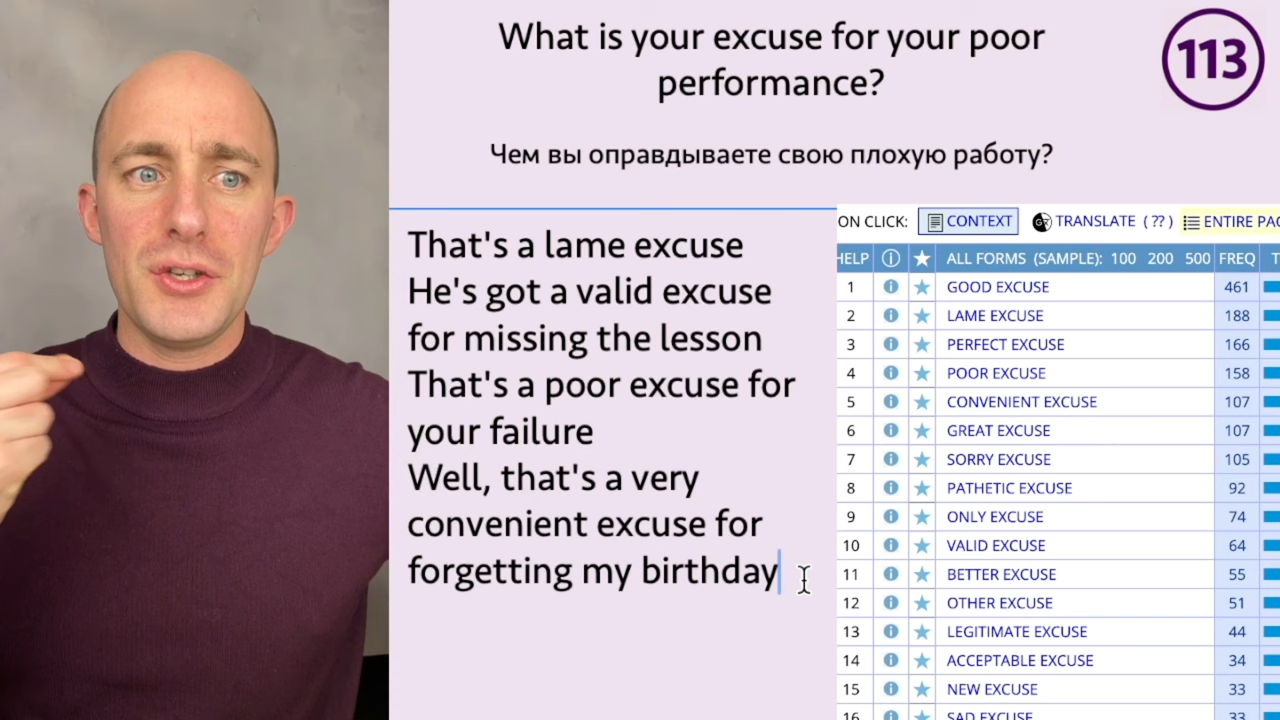 What is your excuse for your poor
performance?
113
Чем вы оправдываете свою плохую работу?
That's a lame excuse
He's got a valid excuse
for missing the lesson
That's a poor excuse for
your failure
Well, that's a very
convenient excuse for
forgetting my birthday
ON CLICK: CONTEXT TRANSLATE (??) ENTIRE PAG
HELP ALL FORMS (SAMPLE): 100 200 500 FREQ T
1 GOOD EXCUSE 461
2 LAME EXCUSE 188
3 PERFECT EXCUSE 166
4 POOR EXCUSE 158
5 CONVENIENT EXCUSE 107
6 GREAT EXCUSE 107
7 SORRY EXCUSE 105
8 PATHETIC EXCUSE 92
9 ONLY EXCUSE 74
10 VALID EXCUSE 64
11 BETTER EXCUSE 55
12 OTHER EXCUSE 51
13 LEGITIMATE EXCUSE 44
14 ACCEPTABLE EXCUSE 34
15 NEW EXCUSE 33
16 SAD EXCUSE 33